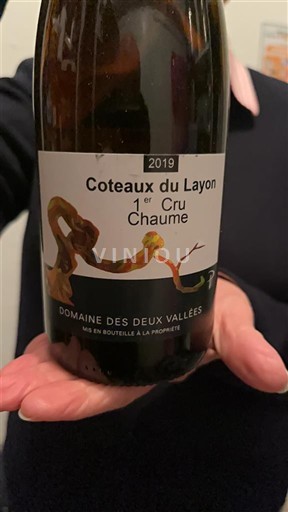 2019
Coteaux du Layon
1er Cru
Chaume
VINIOU
DOMAINE DES DEUX VALLÉES
MIS EN BOUTEILLE À LA PROPRIÉTÉ